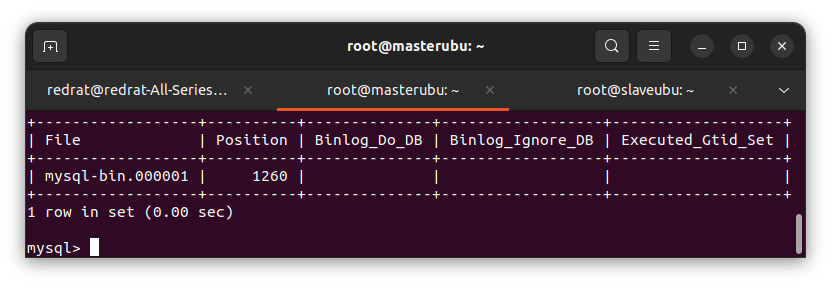 root@masterubu: ~
redrat@redrat-All-Series... × root@masterubu: ~ × root@slaveubu: ~ ×
+------------------+----------+--------------+------------------+-------------------+
| File             | Position | Binlog_Do_DB | Binlog_Ignore_DB | Executed_Gtid_Set |
+------------------+----------+--------------+------------------+-------------------+
| mysql-bin.000001 |     1260 |              |                  |                   |
+------------------+----------+--------------+------------------+-------------------+
1 row in set (0.00 sec)
mysql>